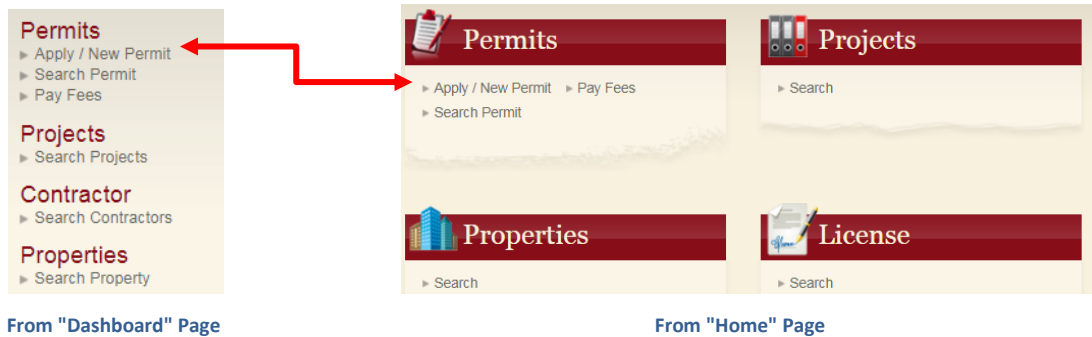 Permits
Apply / New Permit
Search Permit
Pay Fees
Projects
Search Projects
Contractor
Search Contractors
Properties
Search Property
From "Dashboard" Page
Permits
Apply / New Permit Pay Fees
Search Permit
Projects
Search
Properties
Search
License
Search
From "Home" Page